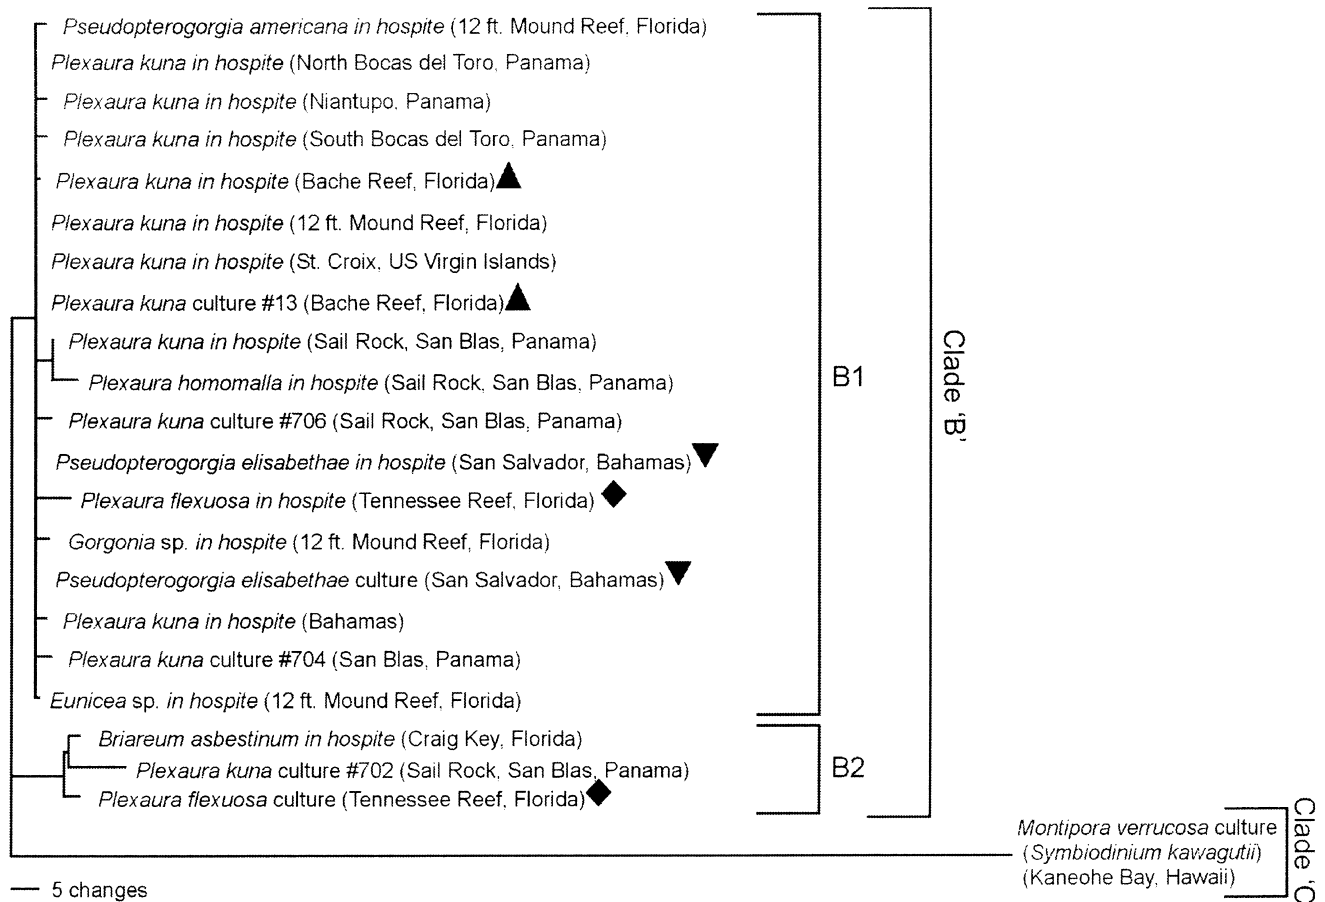 Pseudopterogorgia americana in hospite (12 ft. Mound Reef, Florida)
Plexaura kuna in hospite (North Bocas del Toro, Panama)
Plexaura kuna in hospite (Niantupo, Panama)
Plexaura kuna in hospite (South Bocas del Toro, Panama)
Plexaura kuna in hospite (Bache Reef, Florida)
Plexaura kuna in hospite (12 ft. Mound Reef, Florida)
Plexaura kuna in hospite (St. Croix, US Virgin Islands)
Plexaura kuna culture #13 (Bache Reef, Florida)
Plexaura kuna in hospite (Sail Rock, San Blas, Panama)
Plexaura homomalla in hospite (Sail Rock, San Blas, Panama)
Plexaura kuna culture #706 (Sail Rock, San Blas, Panama)
Pseudopterogorgia elisabethae in hospite (San Salvador, Bahamas)
Plexaura flexuosa in hospite (Tennessee Reef, Florida)
Gorgonia sp. in hospite (12 ft. Mound Reef, Florida)
Pseudopterogorgia elisabethae culture (San Salvador, Bahamas)
Plexaura kuna in hospite (Bahamas)
Plexaura kuna culture #704 (San Blas, Panama)
Eunicea sp. in hospite (12 ft. Mound Reef, Florida)
B1
Briareum asbestinum in hospite (Craig Key, Florida)
Plexaura kuna culture #702 (Sail Rock, San Blas, Panama)
Plexaura flexuosa culture (Tennessee Reef, Florida)
B2
Clade 'B'
Montipora verrucosa culture
(Symbiodinium kawagutii)
(Kaneohe Bay, Hawaii)
Clade 'C
5 changes